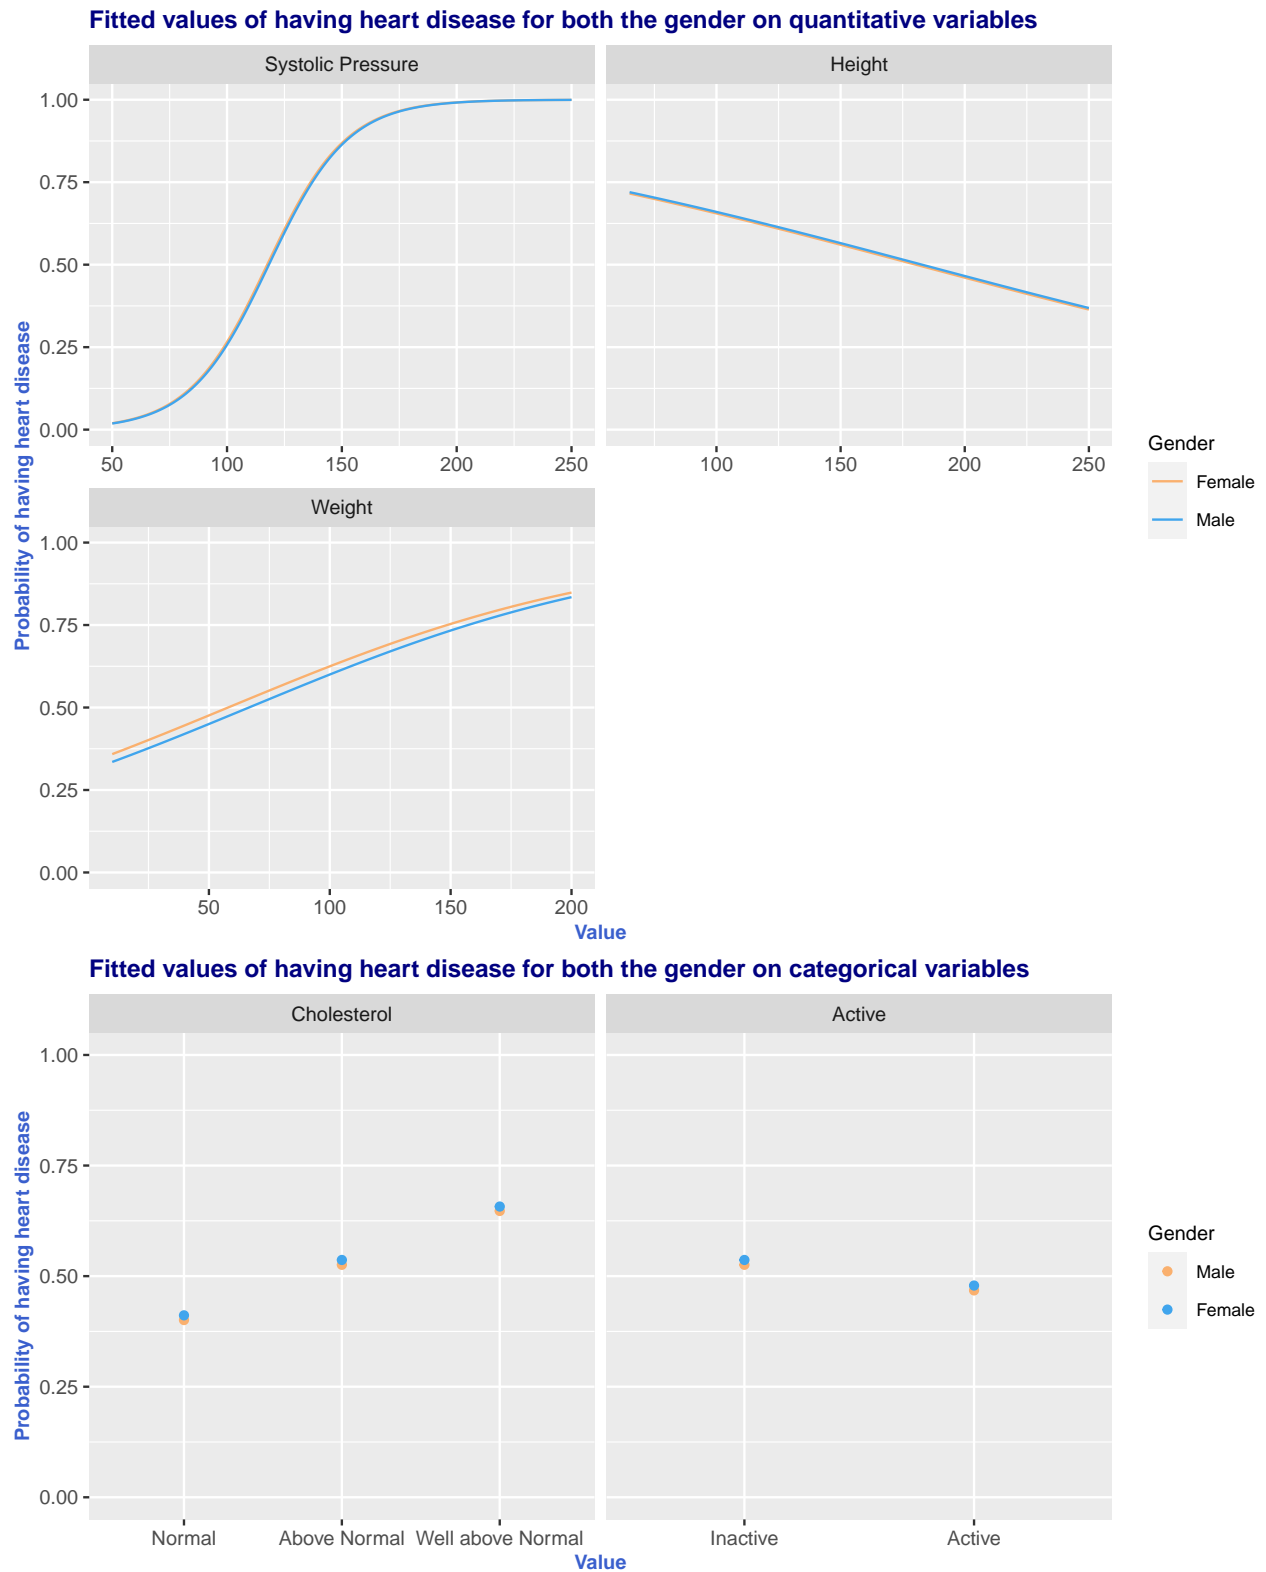 Fitted values of having heart disease for both the gender on quantitative variables
Systolic Pressure
Height
1.00
0.75
0.50
0.25
0.00
50
100
150
200
250
100
150
200
250
Weight
1.00
0.75
0.50
0.25
0.00
50
100
150
200
Value
Probability of having heart disease
Gender
Female
Male
Fitted values of having heart disease for both the gender on categorical variables
Cholesterol
Active
1.00
0.75
0.50
0.25
0.00
Normal
Above Normal
Well above Normal
Inactive
Active
Value
Probability of having heart disease
Gender
Male
Female